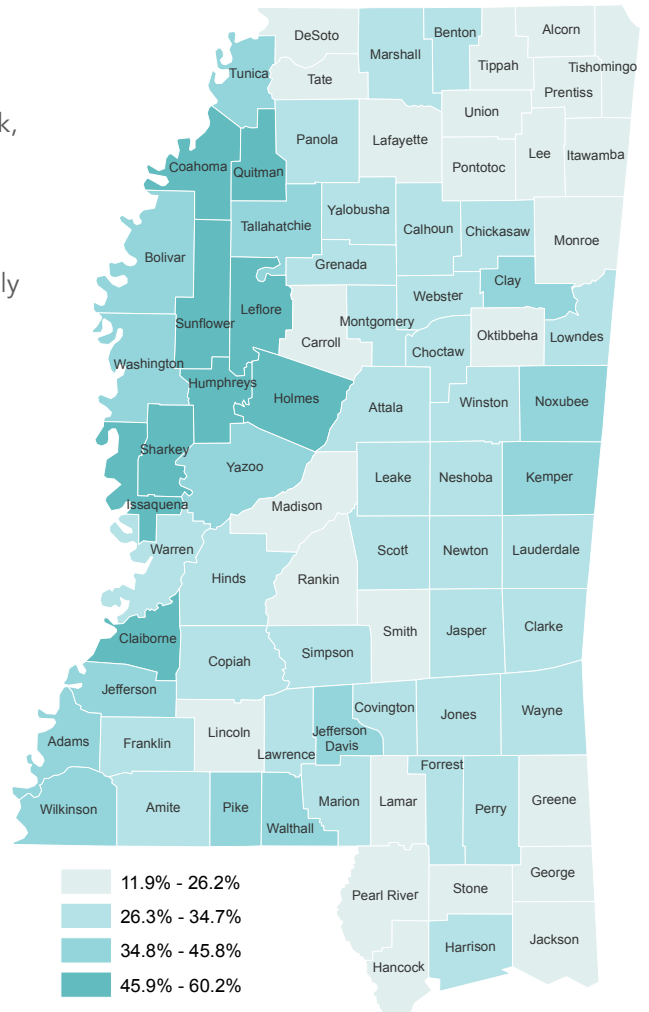 DeSoto
Marshall
Benton
Alcorn
Tippah
Tishomingo
Tunica
Tate
Prentiss
Union
k,
Panola
Lafayette
Lee
Itawamba
Pontotoc
Coahoma
Quitman
Yalobusha
Tallahatchie
Calhoun
Chickasaw
Monroe
Bolivar
Grenada
ly
Clay
Webster
Leflore
Sunflower
Montgomery
Oktibbeha
Lowndes
Carroll
Choctaw
Washington
Humphreys
Holmes
Attala
Winston
Noxubee
Sharkey
Yazoo
Leake
Neshoba
Kemper
Issaquena
Madison
Warren
Scott
Newton
Lauderdale
Hinds
Rankin
Claiborne
Smith
Jasper
Clarke
Copiah
Simpson
Jefferson
Covington
Jones
Wayne
Adams
Franklin
Lincoln
Jefferson
Davis
Lawrence
Forrest
Wilkinson
Amite
Pike
Walthall
Marion
Lamar
Perry
Greene
11.9% - 26.2%
26.3% - 34.7%
34.8% - 45.8%
45.9% - 60.2%
Pearl River
Stone
George
Harrison
Jackson
Hancock